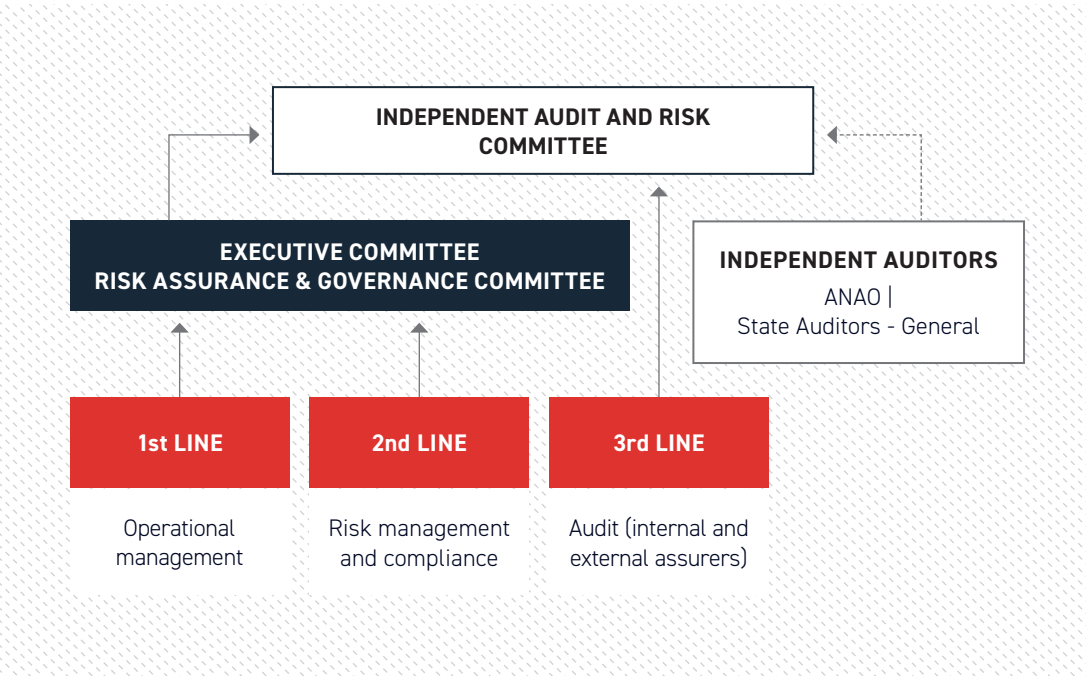 INDEPENDENT AUDIT AND RISK
COMMITTEE
EXECUTIVE COMMITTEE
RISK ASSURANCE & GOVERNANCE COMMITTEE
INDEPENDENT AUDITORS
ANAO |
State Auditors - General
1st LINE
2nd LINE
3rd LINE
Operational
management
Risk management
and compliance
Audit (internal and
external assurers)